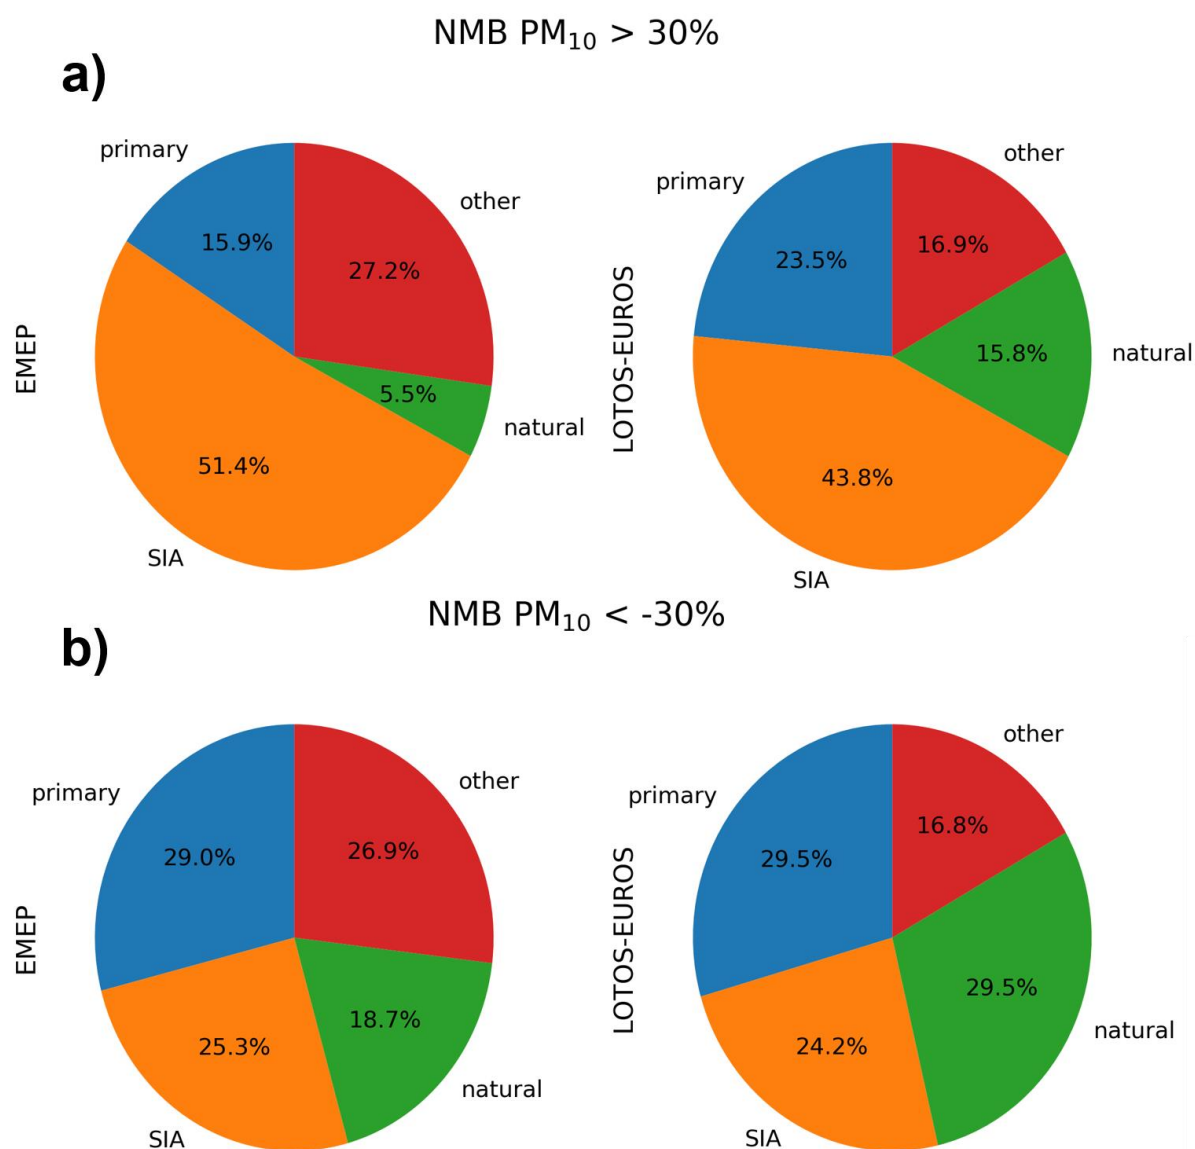 NMB PM₁₀ > 30%
a)
EMEP
primary
15.9%
other
27.2%
5.5%
natural
51.4%
SIA
LOTOS-EUROS
primary
23.5%
other
16.9%
15.8%
natural
43.8%
SIA
NMB PM₁₀ < -30%
b)
EMEP
primary
29.0%
other
26.9%
18.7%
natural
25.3%
SIA
LOTOS-EUROS
primary
29.5%
other
16.8%
29.5%
natural
24.2%
SIA